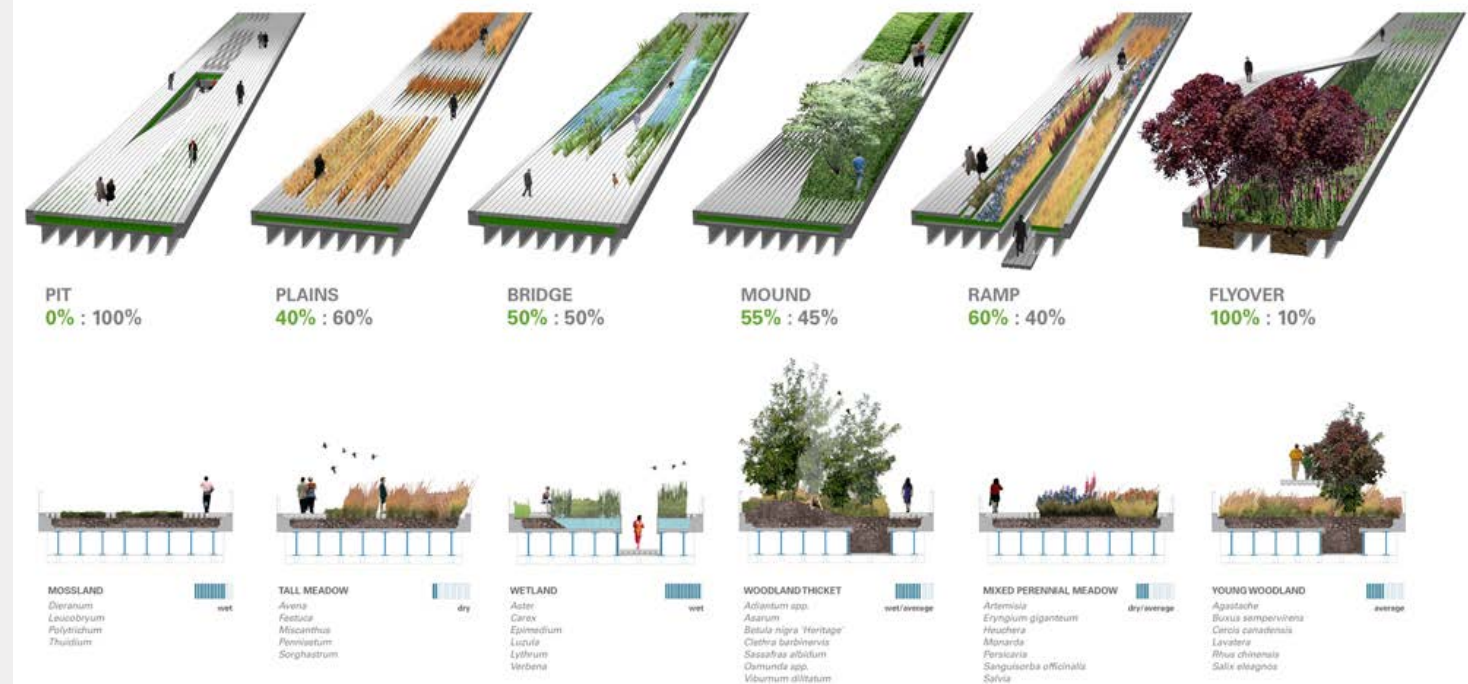 PIT
0% : 100%
PLAINS
40% : 60%
BRIDGE
50% : 50%
MOUND
55% : 45%
RAMP
60% : 40%
FLYOVER
100% : 10%
MOSSLAND
wet
Dieranum
Leucobryum
Polytrichum
Thuidium
TALL MEADOW
dry
Avena
Festuca
Miscanthus
Pennisetum
Sorghastrum
WETLAND
wet
Aster
Carex
Epimedium
Luzula
Lythrum
Verbena
WOODLAND THICKET
wet/average
Adiantum spp.
Asarum
Betula nigra 'Heritage'
Clethra barbinervis
Sassafras albidum
Osmunda spp.
Viburnum dilitatum
MIXED PERENNIAL MEADOW
dry/average
Artemisia
Eryngium giganteum
Heuchera
Monarda
Persicaria
Sanguisorba officinalis
Salvia
YOUNG WOODLAND
average
Agastache
Buxus sempervirens
Cercis canadensis
Lavatera
Rhus chinensis
Salix eleagnos